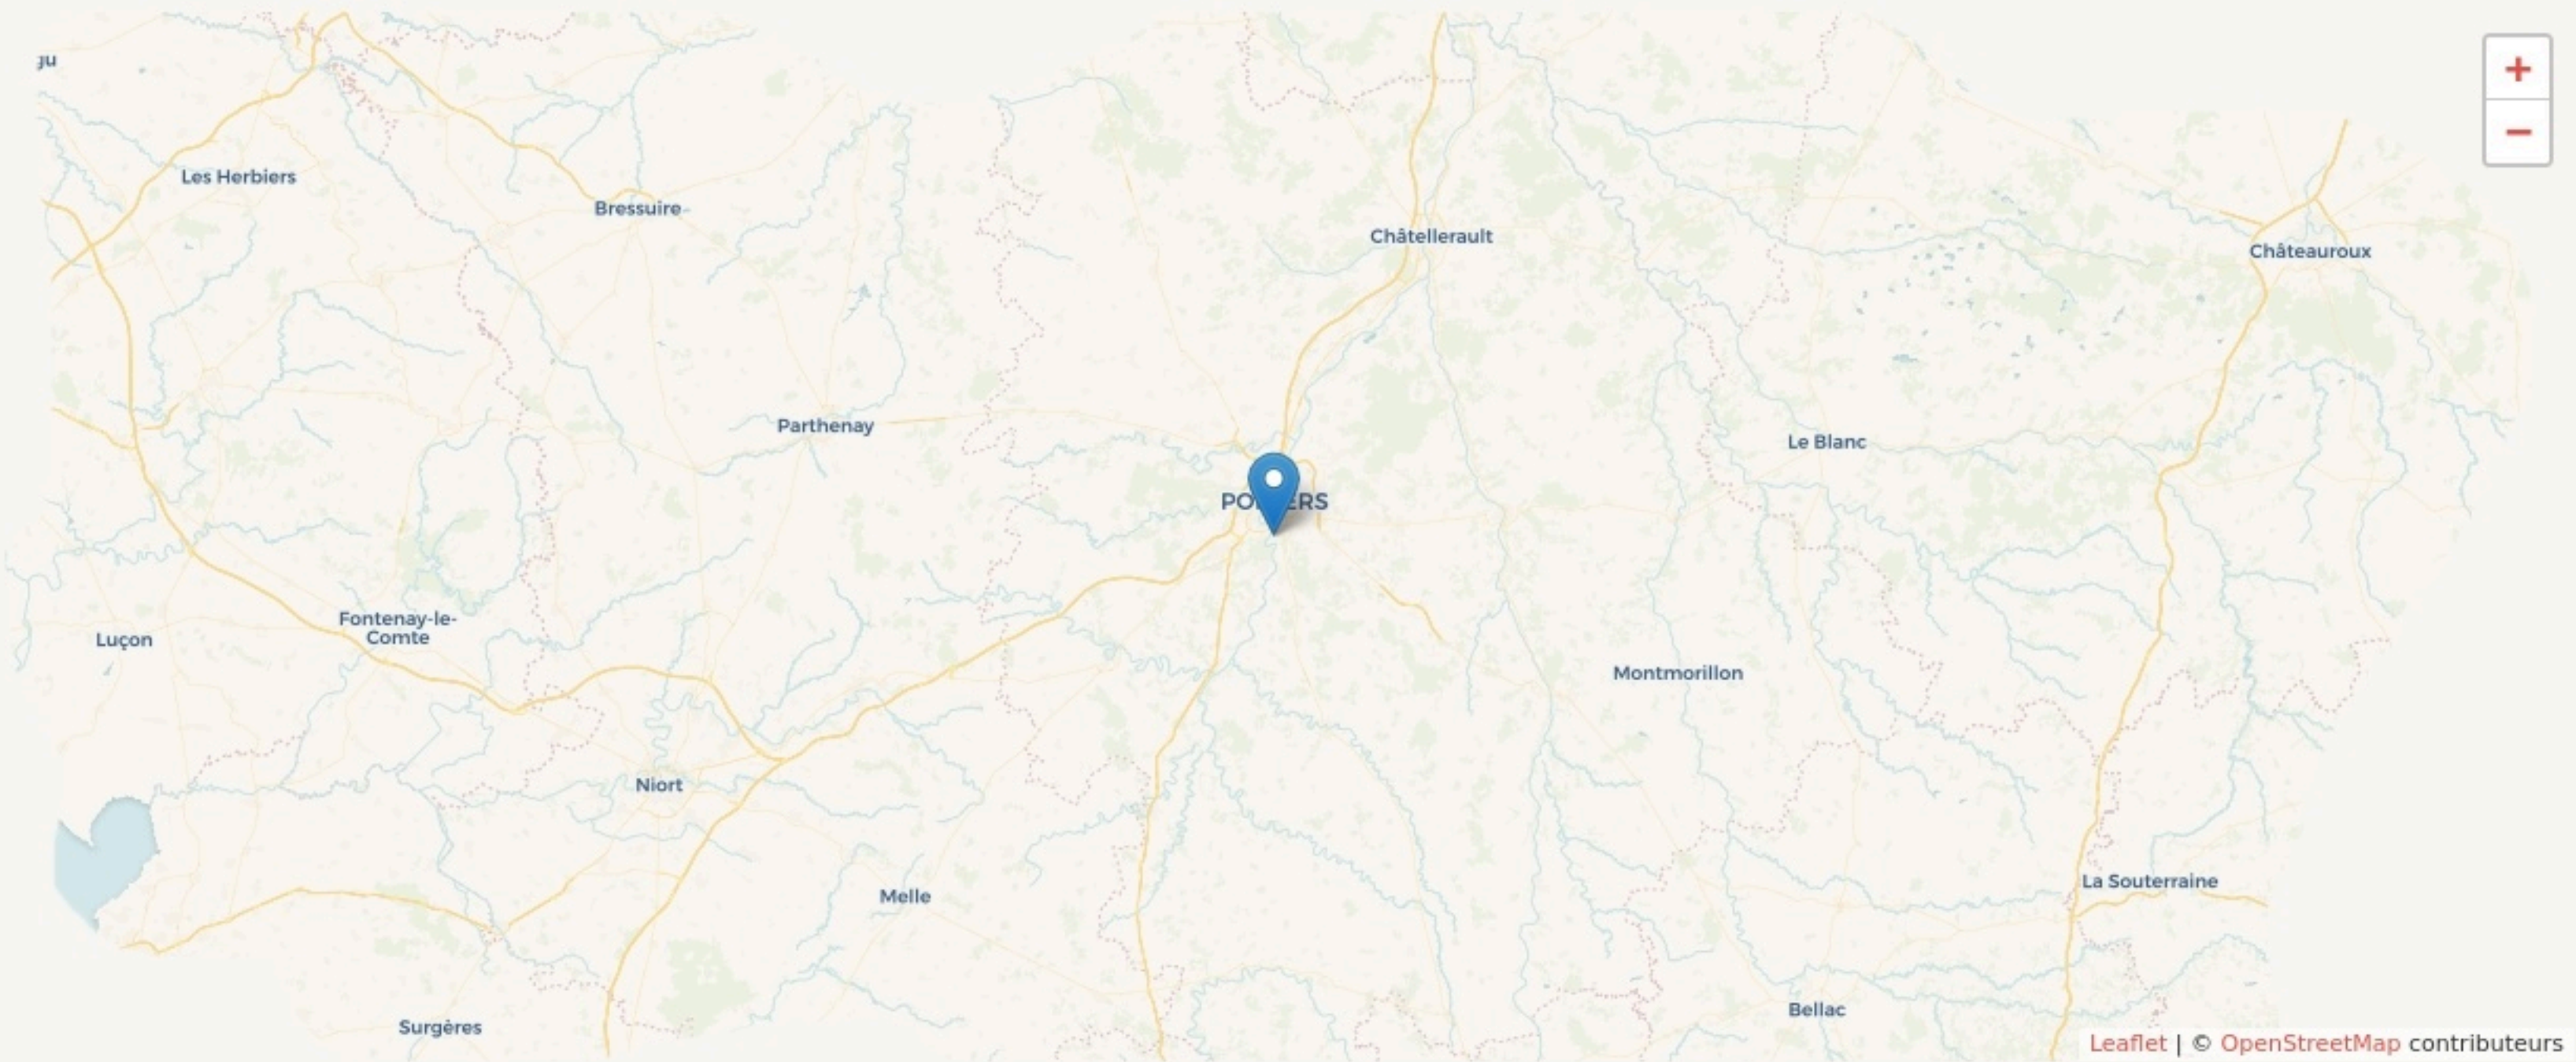 gu
+
−
Les Herbiers
Bressuire
Châtellerault
Châteauroux
Parthenay
Le Blanc
Fontenay-le-
Comte
Luçon
Montmorillon
Niort
La Souterraine
Melle
Bellac
Surgères
Leaflet | © OpenStreetMap contributeurs